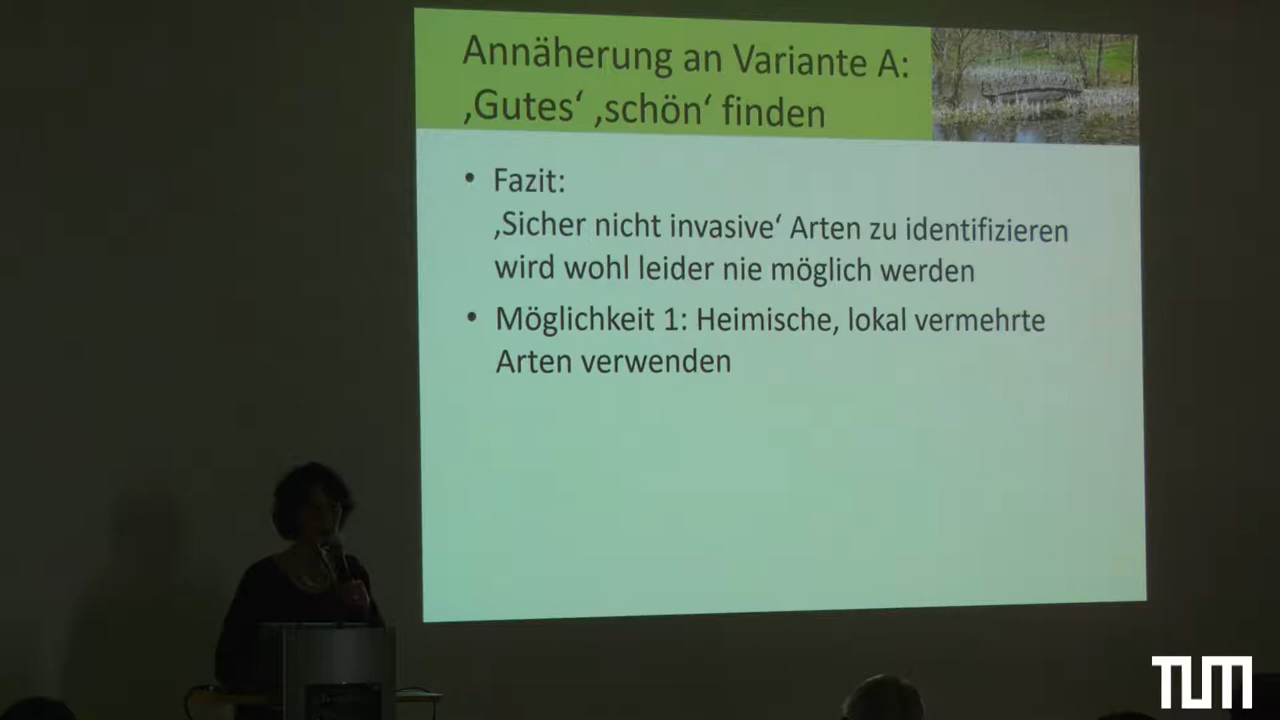 Annäherung an Variante A:
‚Gutes‘ ‚schön‘ finden
• Fazit:
‚Sicher nicht invasive‘ Arten zu identifizieren
wird wohl leider nie möglich werden
• Möglichkeit 1: Heimische, lokal vermehrte
Arten verwenden
TUM